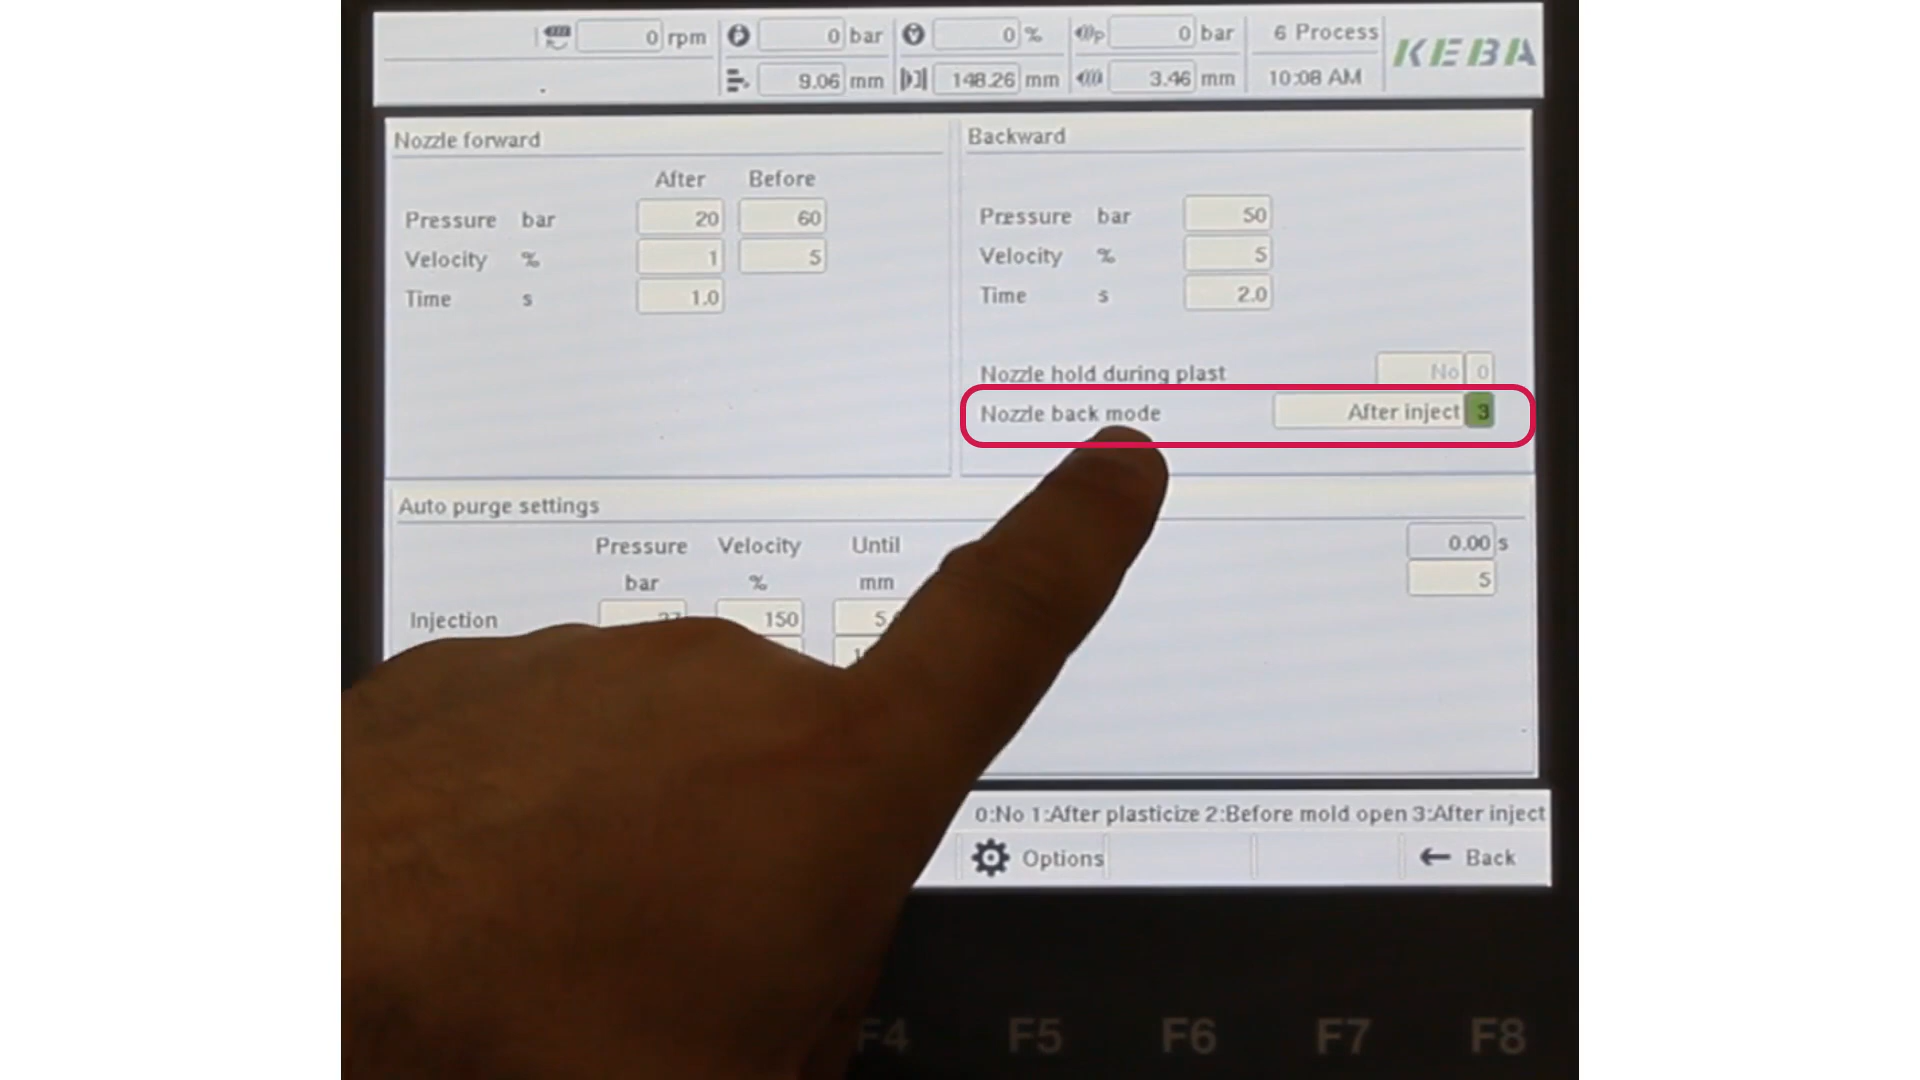 0 rpm 0 bar 0 % 0 bar 6 Process KEBA
9.06 mm 148.26 mm 3.46 mm 10:08 AM
Nozzle forward
After Before
Pressure bar 20 60
Velocity % 1 5
Time s 1.0
Backward
Pressure bar 50
Velocity % 5
Time s 2.0
Nozzle hold during plast No 0
Nozzle back mode After inject 3
Auto purge settings
Pressure Velocity Until
bar % mm
0.00 s
5
Injection 150 5
0:No 1:After plasticize 2:Before mold open 3:After inject
Options Back
F4 F5 F6 F7 F8